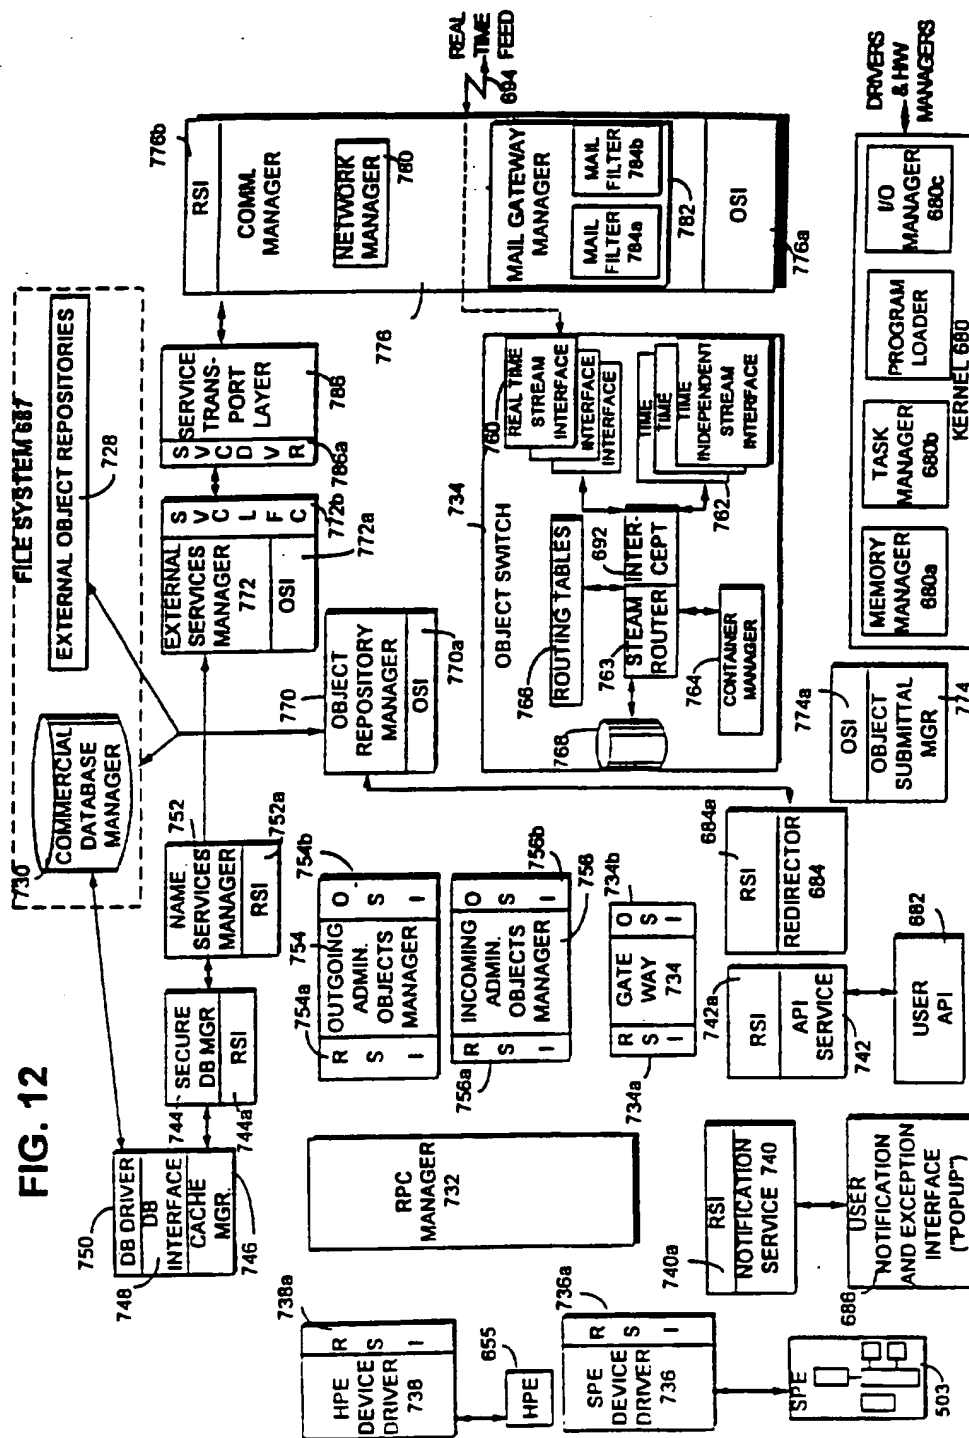 FIG. 12
FILE SYSTEM 687
730
COMMERCIAL
DATABASE
MANAGER
EXTERNAL OBJECT REPOSITORIES
728
750
DB DRIVER
DB
INTERFACE
CACHE
MGR.
748
746
744
SECURE
DB MGR
RSI
744a
NAME
SERVICES
MANAGER
RSI
752
752a
EXTERNAL
SERVICES
MANAGER
772
OSI
S
V
C
L
F
C
772b
772a
S
V
C
D
V
R
SERVICE
TRANS-
PORT
LAYER
786
786a
RSI
776b
COMM.
MANAGER
NETWORK
MANAGER
780
MAIL GATEWAY
MANAGER
MAIL
FILTER
784a
MAIL
FILTER
784b
782
OSI
776a
776
REAL
TIME
FEED
694
738a
HPE
DEVICE
DRIVER
738
R
S
I
655
HPE
RPC
MANAGER
732
754a
R
S
I
OUTGOING
ADMIN.
OBJECTS
MANAGER
754
O
S
I
754b
770
OBJECT
REPOSITORY
MANAGER
OSI
770a
736a
SPE
DEVICE
DRIVER
736
R
S
I
SPE
503
756a
R
S
I
INCOMING
ADMIN.
OBJECTS
MANAGER
O
S
I
756b
756
734a
R
S
I
GATE
WAY
734
O
S
I
734b
734
OBJECT SWITCH
766
ROUTING TABLES
763
STEAM
ROUTER
692
INTER-
CEPT
764
CONTAINER
MANAGER
768
760
REAL TIME
STREAM
INTERFACE
INTERFACE
INTERFACE
TIME
TIME
TIME
INDEPENDENT
STREAM
INTERFACE
762
740a
RSI
NOTIFICATION
SERVICE 740
USER
NOTIFICATION
AND EXCEPTION
INTERFACE
("POPUP")
686
742a
RSI
API
SERVICE
742
USER
API
682
684a
RSI
REDIRECTOR
684
774a
OSI
OBJECT
SUBMITTAL
MGR
774
MEMORY
MANAGER
680a
TASK
MANAGER
680b
PROGRAM
LOADER
I/O
MANAGER
680c
KERNEL 680
DRIVERS
& H/W
MANAGERS